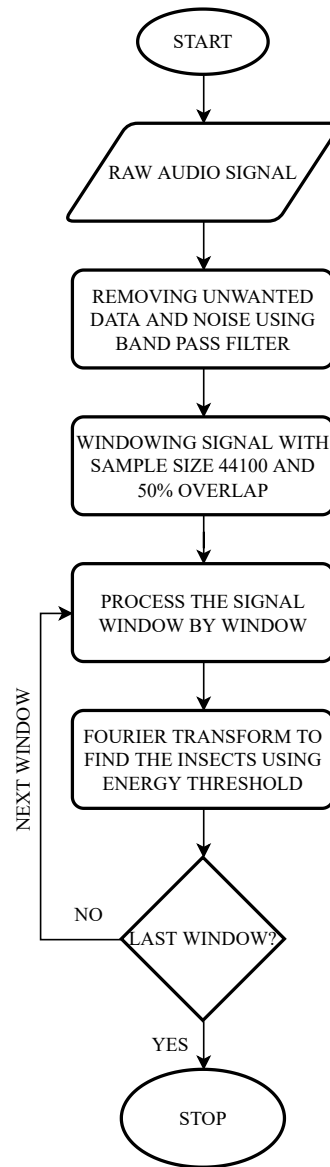 START
RAW AUDIO SIGNAL
REMOVING UNWANTED
DATA AND NOISE USING
BAND PASS FILTER
WINDOWING SIGNAL WITH
SAMPLE SIZE 44100 AND
50% OVERLAP
PROCESS THE SIGNAL
WINDOW BY WINDOW
NEXT WINDOW
FOURIER TRANSFORM TO
FIND THE INSECTS USING
ENERGY THRESHOLD
NO
LAST WINDOW?
YES
STOP